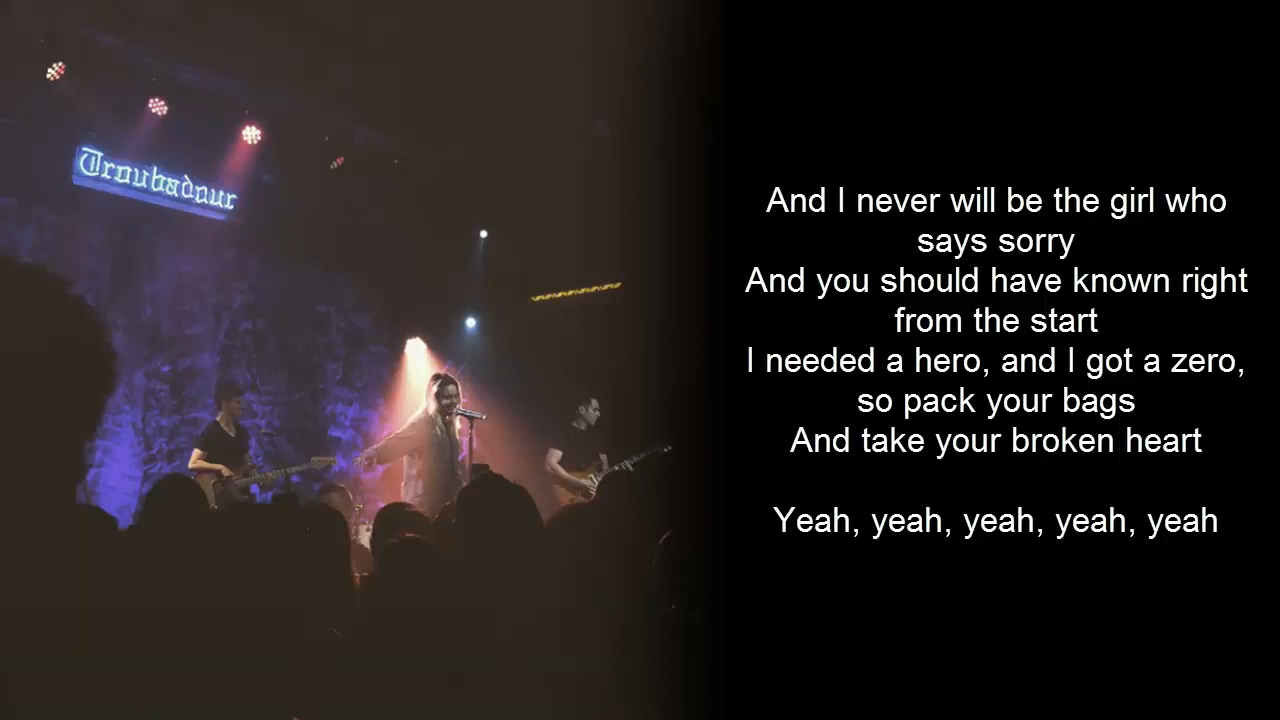 Troubadour
And I never will be the girl who
says sorry
And you should have known right
from the start
I needed a hero, and I got a zero,
so pack your bags
And take your broken heart
Yeah, yeah, yeah, yeah, yeah